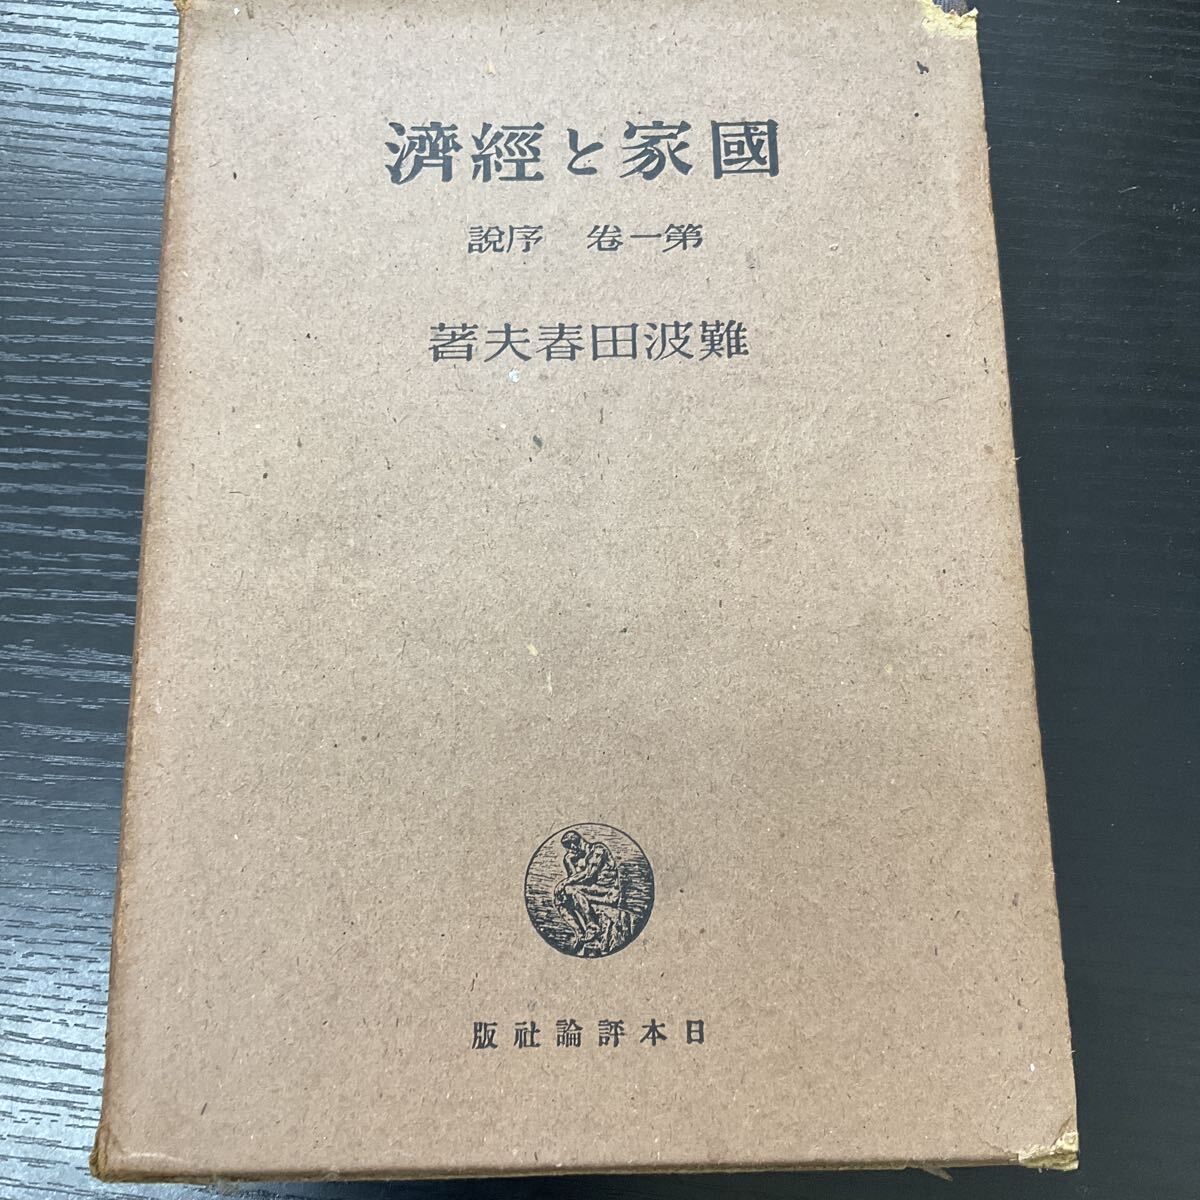 國家と經濟
第一卷 序說
難波田春夫著
日本評論社版